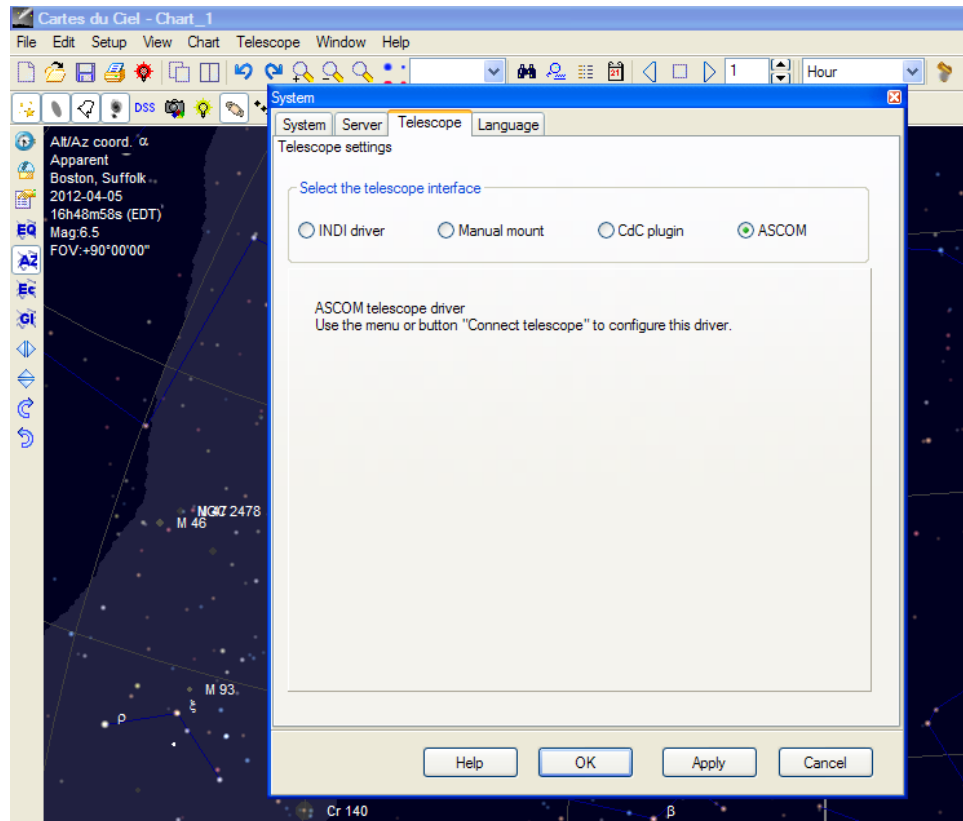 Cartes du Ciel - Chart_1
File Edit Setup View Chart Telescope Window Help
1 Hour
DSS
System
System Server Telescope Language
Telescope settings
Select the telescope interface
INDI driver Manual mount CdC plugin ASCOM
ASCOM telescope driver
Use the menu or button "Connect telescope" to configure this driver.
Help OK Apply Cancel
Alt/Az coord. α
Apparent
Boston, Suffolk
2012-04-05
16h48m58s (EDT)
Mag:6.5
FOV:+90°00'00"
EQ
AZ
Ec
Gl
2478
M 46
M 93
ξ
ρ
Cr 140
β